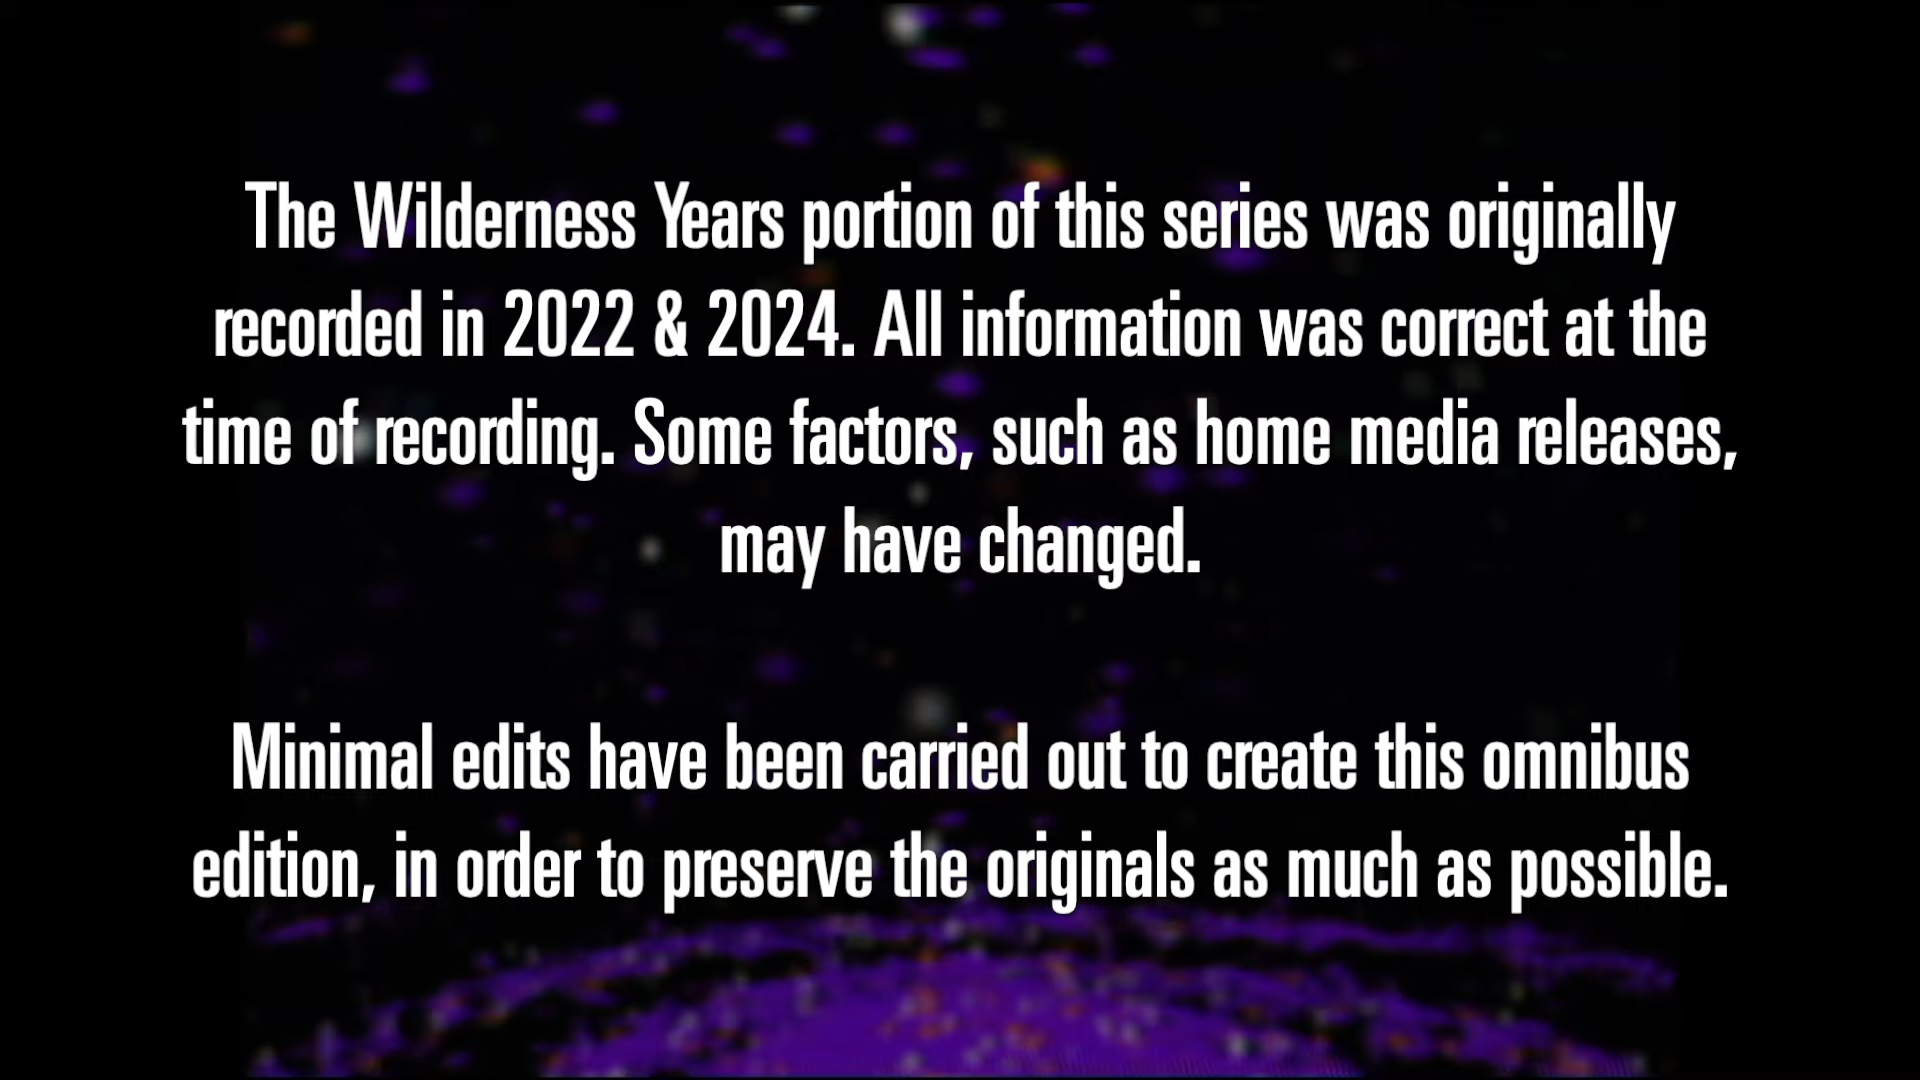 The Wilderness Years portion of this series was originally
recorded in 2022 & 2024. All information was correct at the
time of recording. Some factors, such as home media releases,
may have changed.
Minimal edits have been carried out to create this omnibus
edition, in order to preserve the originals as much as possible.